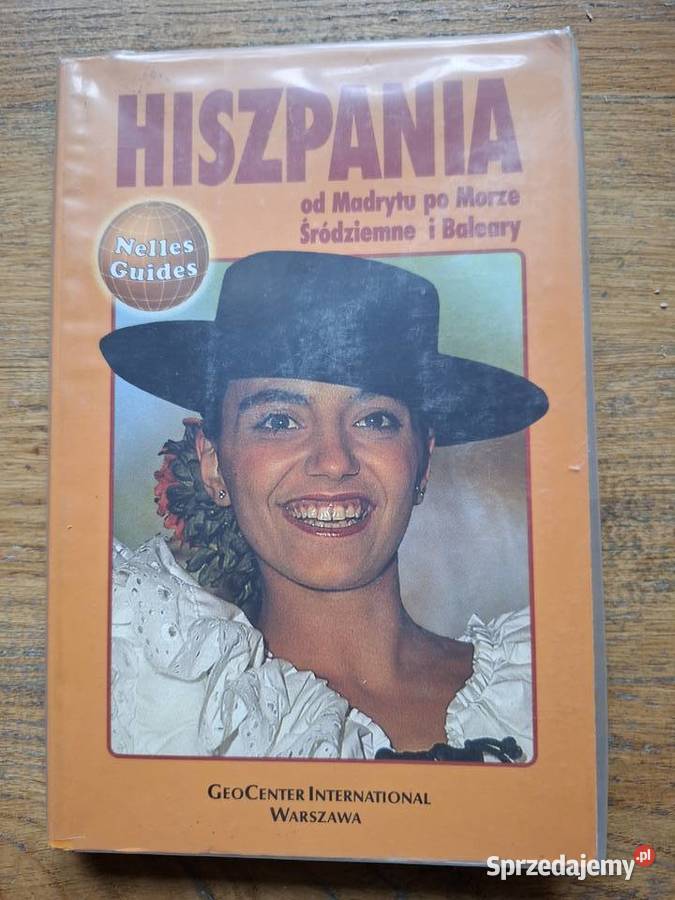 HISZPANIA
od Madrytu po Morze
Śródziemne i Baleary
Nelles
Guides
GEOCENTER INTERNATIONAL
WARSZAWA
Sprzedajemy.pl